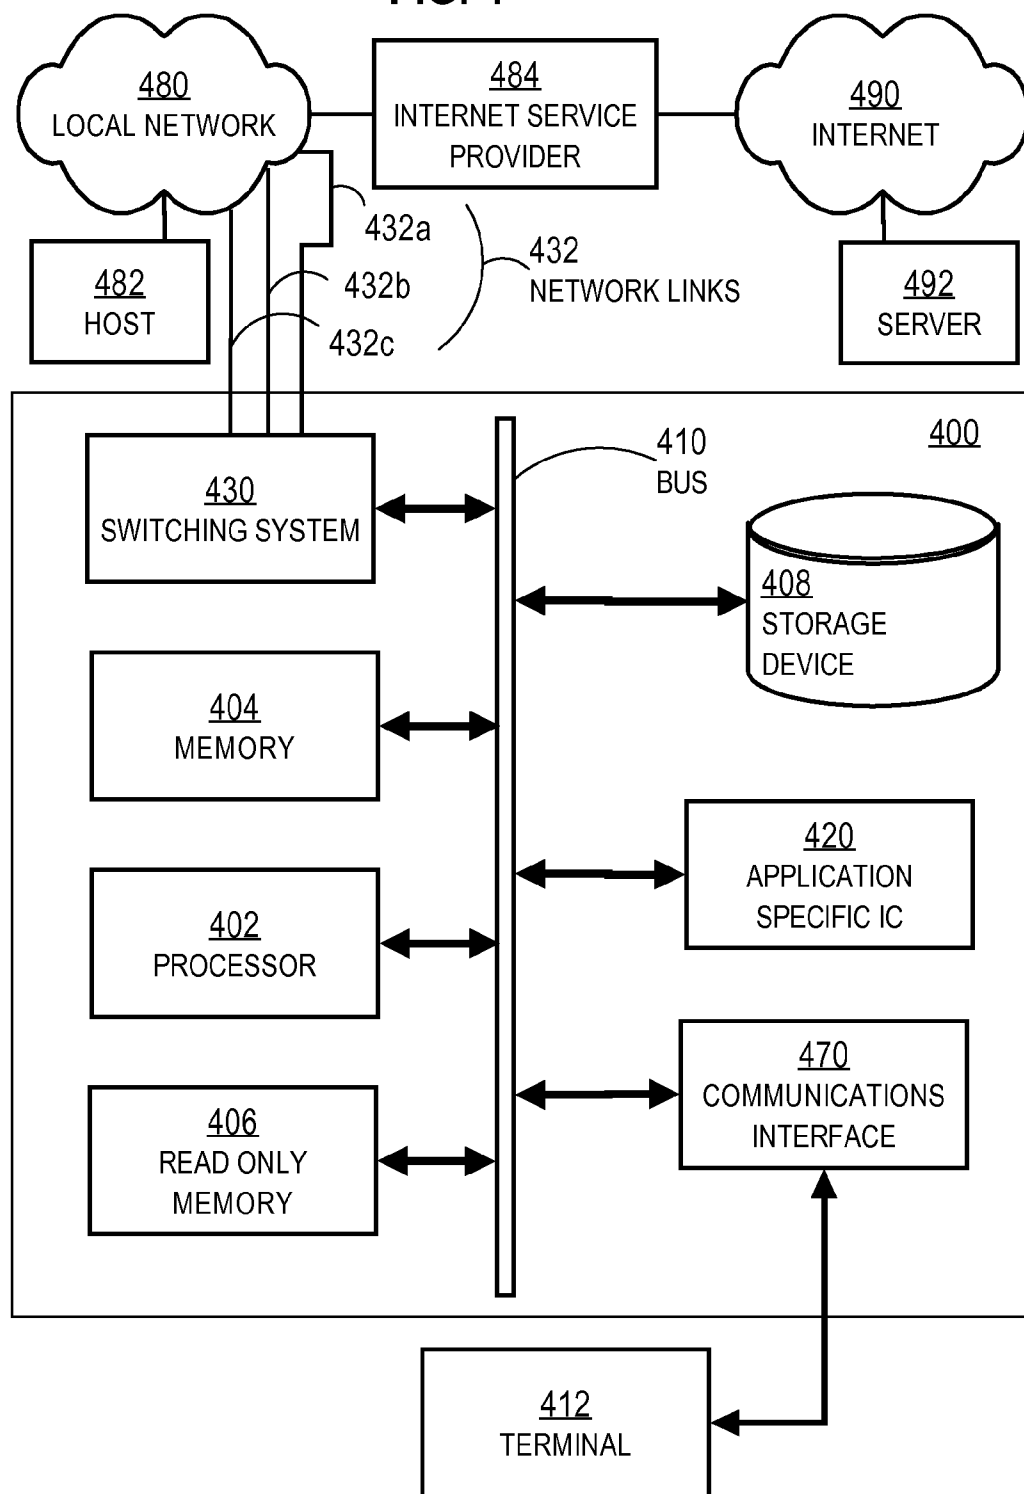 480
LOCAL NETWORK
484
INTERNET SERVICE
PROVIDER
490
INTERNET
432a
432
NETWORK LINKS
482
HOST
432b
432c
492
SERVER
400
410
BUS
430
SWITCHING SYSTEM
408
STORAGE
DEVICE
404
MEMORY
420
APPLICATION
SPECIFIC IC
402
PROCESSOR
470
COMMUNICATIONS
INTERFACE
406
READ ONLY
MEMORY
412
TERMINAL